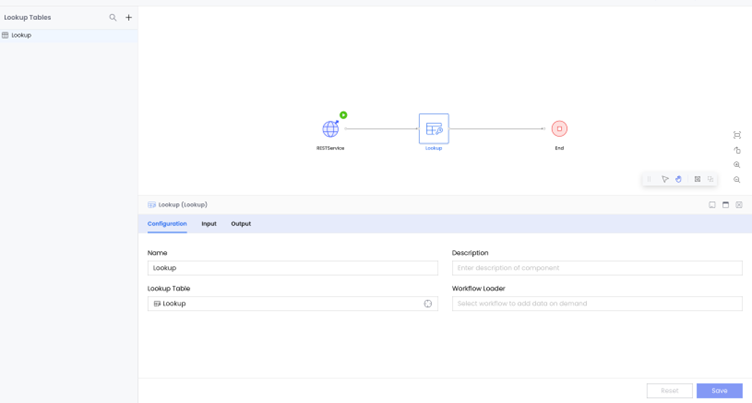 Lookup Tables
Lookup
RESTService
Lookup
End
Lookup (Lookup)
Configuration
Input
Output
Name
Description
Lookup
Enter description of component
Lookup Table
Workflow Loader
Lookup
Select workflow to add data on demand
Reset
Save